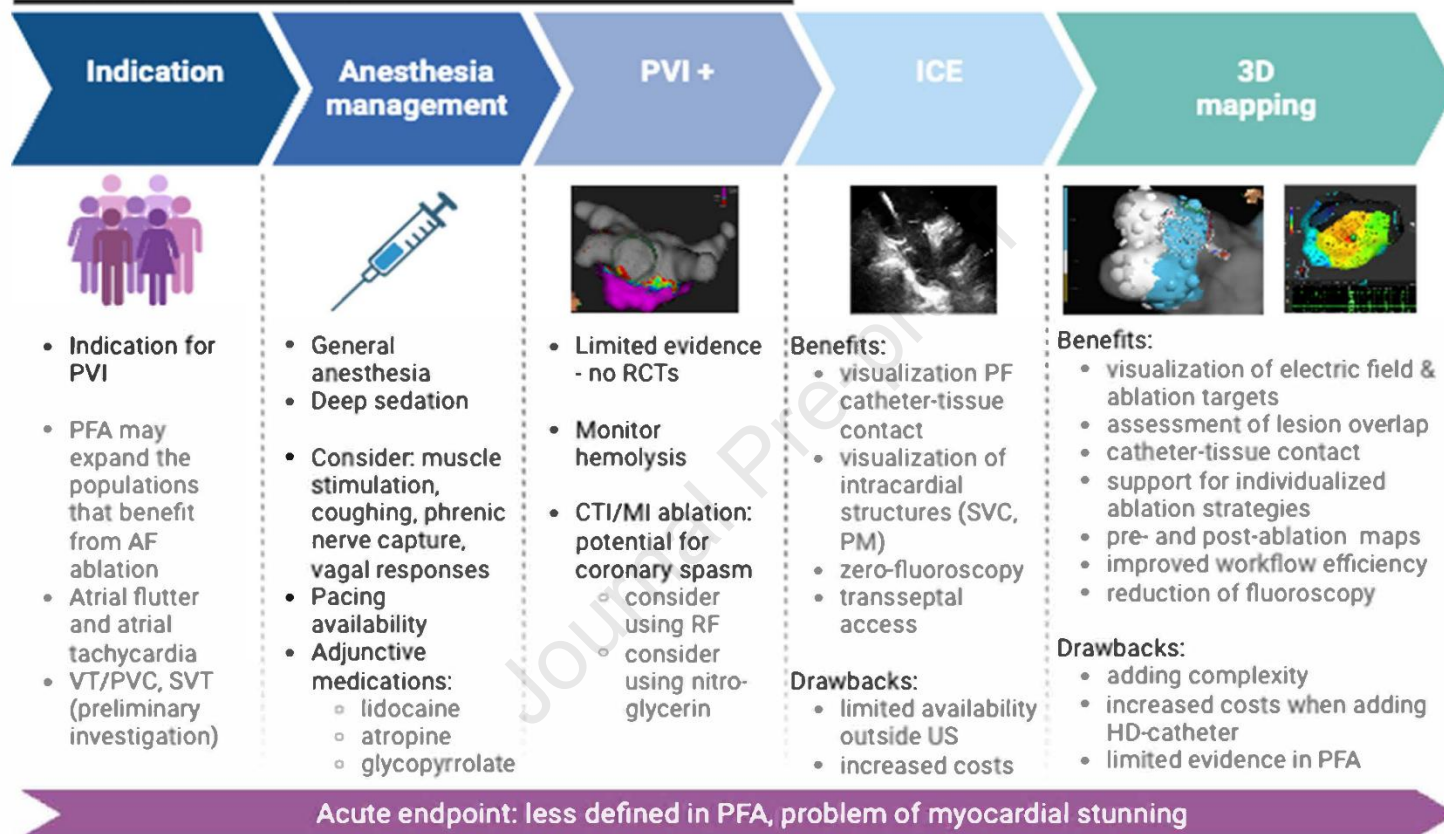 Indication
Anesthesia
management
PVI +
ICE
3D
mapping
• Indication for
PVI
• PFA may
expand the
populations
that benefit
from AF
ablation
• Atrial flutter
and atrial
tachycardia
• VT/PVC, SVT
(preliminary
investigation)
• General
anesthesia
• Deep sedation
• Consider: muscle
stimulation,
coughing, phrenic
nerve capture,
vagal responses
• Pacing
availability
• Adjunctive
medications:
○ lidocaine
○ atropine
○ glycopyrrolate
• Limited evidence
- no RCTs
• Monitor
hemolysis
• CTI/MI ablation:
potential for
coronary spasm
○ consider
using RF
○ consider
using nitro-
glycerin
Benefits:
• visualization PF
catheter-tissue
contact
• visualization of
intracardial
structures (SVC,
PM)
• zero-fluoroscopy
• transseptal
access
Drawbacks:
• limited availability
outside US
• increased costs
Benefits:
• visualization of electric field &
ablation targets
• assessment of lesion overlap
• catheter-tissue contact
• support for individualized
ablation strategies
• pre- and post-ablation maps
• improved workflow efficiency
• reduction of fluoroscopy
Drawbacks:
• adding complexity
• increased costs when adding
HD-catheter
• limited evidence in PFA
Journal Pre-proof
Acute endpoint: less defined in PFA, problem of myocardial stunning